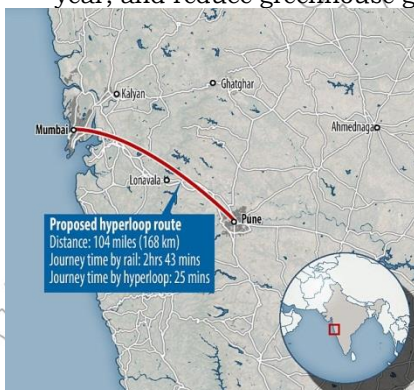 year, and reduce greenhouse g
Ghatghar
Kalyan
Mumbai
Ahmednaga
Lonavala
Pune
Proposed hyperloop route
Distance: 104 miles (168 km)
Journey time by rail: 2hrs 43 mins
Journey time by hyperloop: 25 mins